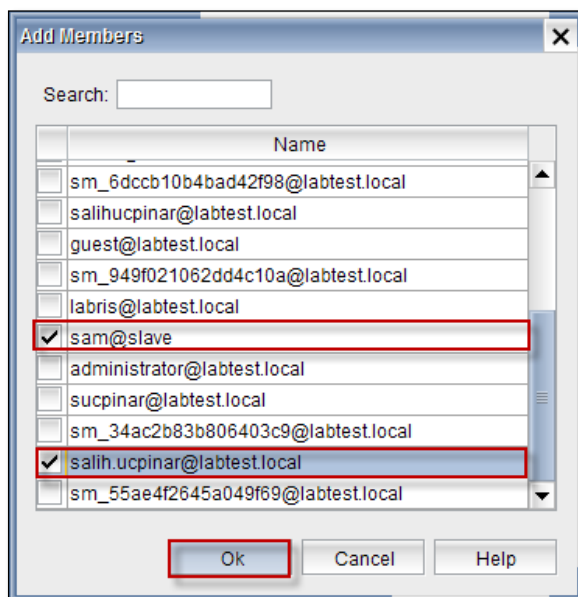 Add Members
Search:
Name
sm_6dccb10b4bad42f98@labtest.local
salihucpinar@labtest.local
guest@labtest.local
sm_949f021062dd4c10a@labtest.local
labris@labtest.local
sam@slave
administrator@labtest.local
sucpinar@labtest.local
sm_34ac2b83b806403c9@labtest.local
salih.ucpinar@labtest.local
sm_55ae4f2645a049f69@labtest.local
Ok Cancel Help